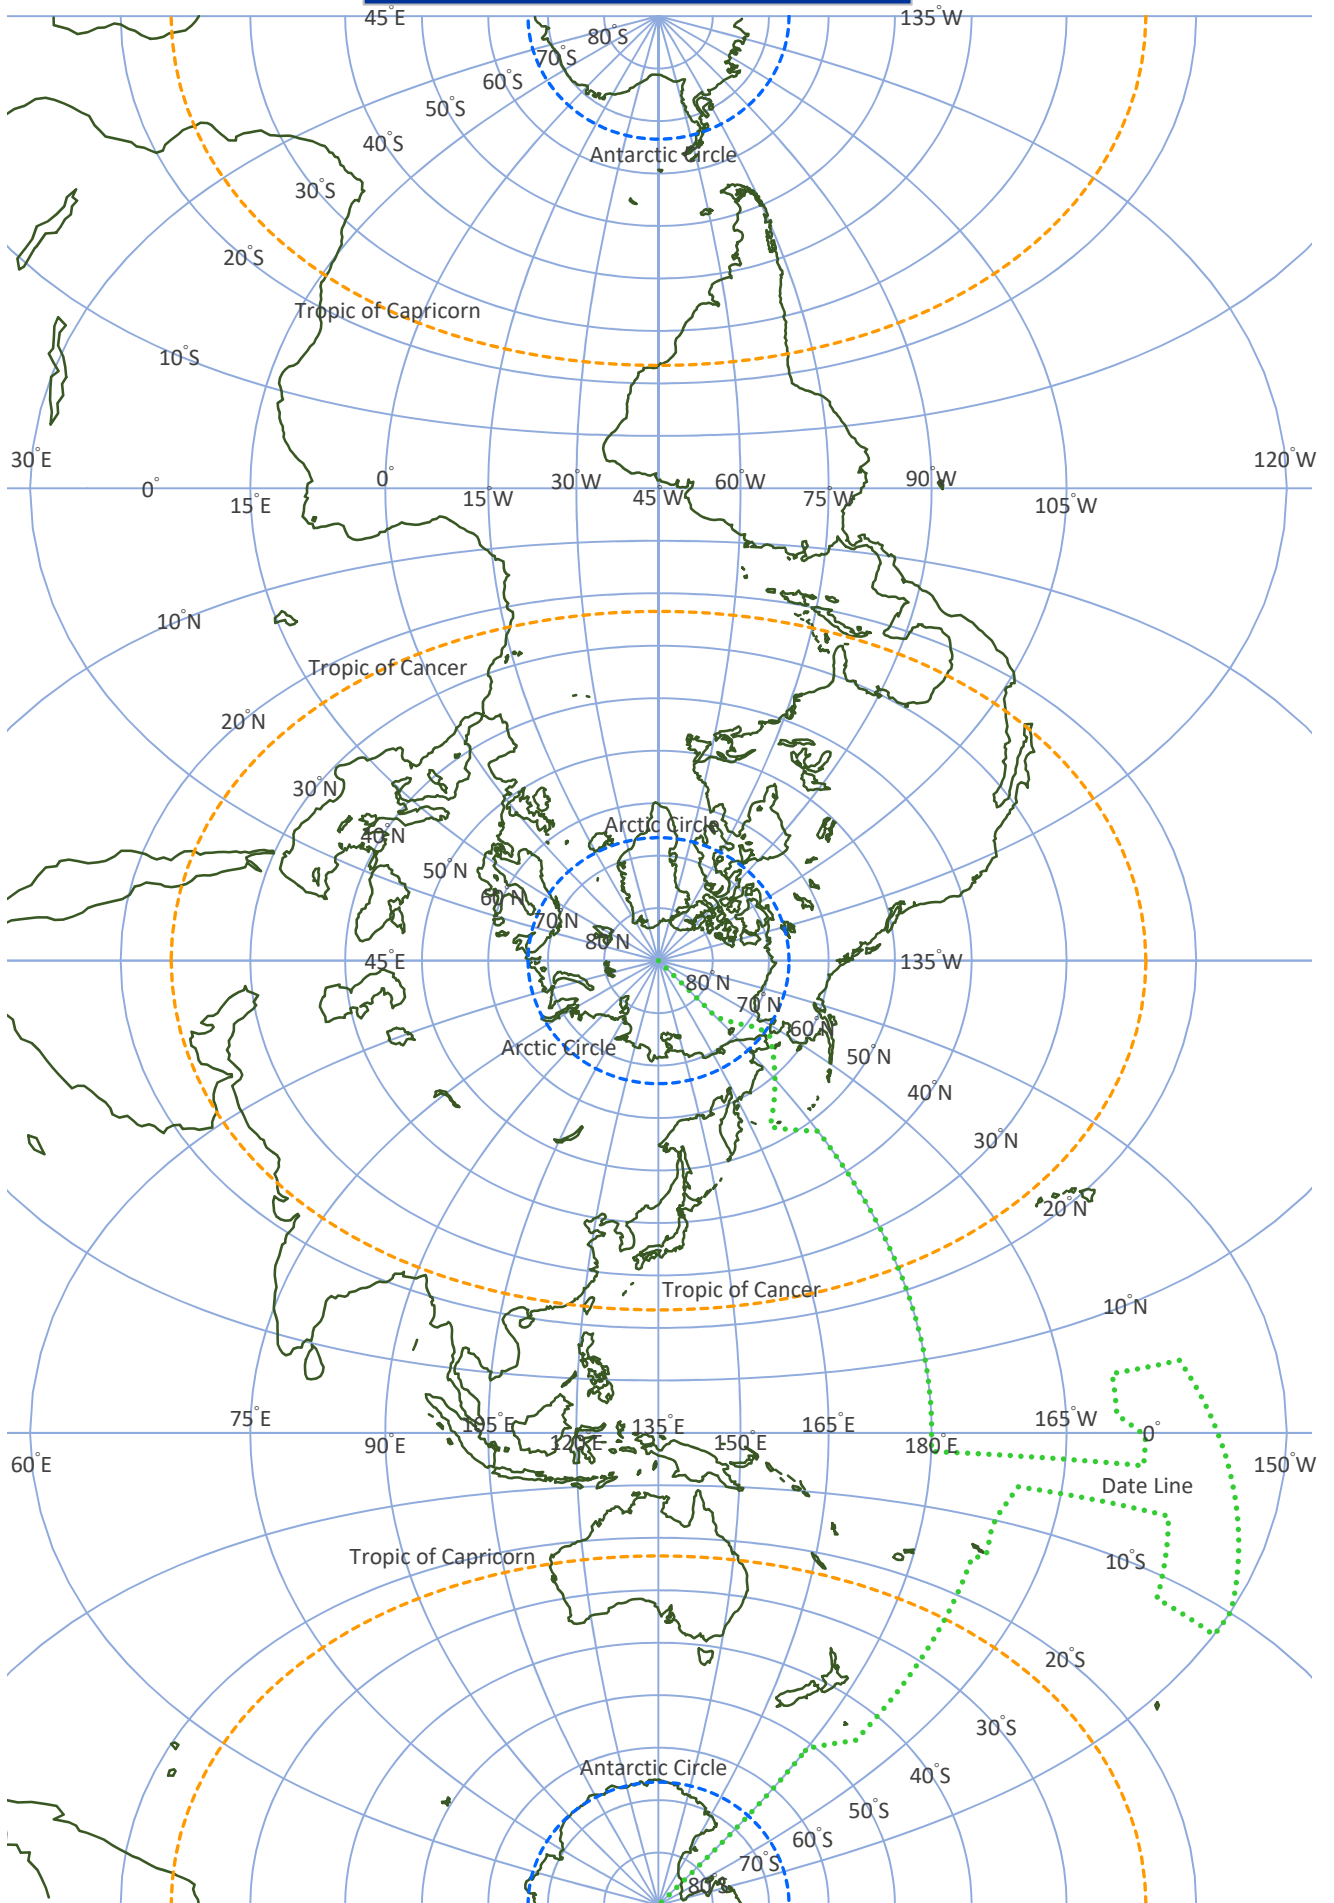 45°E
135°W
80°S
70°S
60°S
50°S
40°S
Antarctic Circle
30°S
20°S
Tropic of Capricorn
10°S
30°E
120°W
0°
0°
15°E
15°W
30°W
45°W
60°W
75°W
90°W
105°W
10°N
Tropic of Cancer
20°N
30°N
Arctic Circle
40°N
50°N
60°N
70°N
80°N
45°E
135°W
80°N
70°N
60°N
Arctic Circle
50°N
40°N
30°N
20°N
Tropic of Cancer
10°N
75°E
105°E
135°E
165°E
165°W
0°
60°E
90°E
120°E
150°E
180°E
150°W
Date Line
Tropic of Capricorn
10°S
20°S
30°S
Antarctic Circle
40°S
50°S
60°S
70°S
80°S